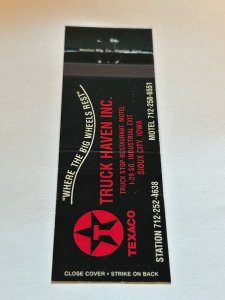 "WHERE THE BIG WHEELS REST"
TRUCK HAVEN INC.
TRUCK STOP-RESTAURANT-MOTEL
I-29 SO. INDUSTRIAL EXIT
SIOUX CITY, IOWA
STATION 712-252-4638 MOTEL 712-258-6551
T
TEXACO
CLOSE COVER • STRIKE ON BACK